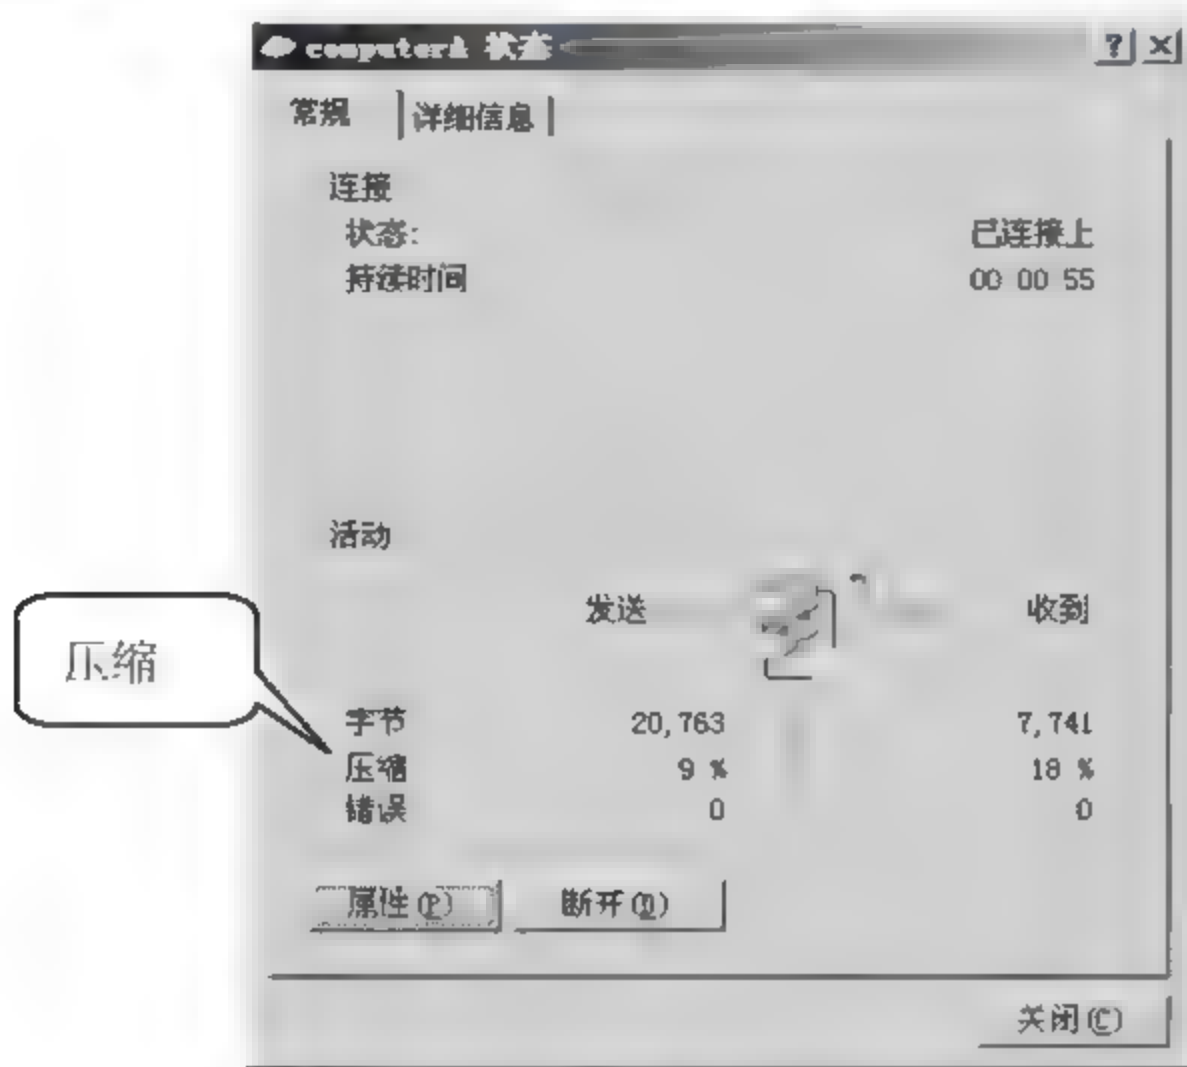 computerA 状态
常规 详细信息
连接
状态: 已连接上
持续时间 00 00 55
活动
发送 收到
压缩
字节 20,763 7,741
压缩 9 % 18 %
错误 0 0
属性(P) 断开(D)
关闭(C)